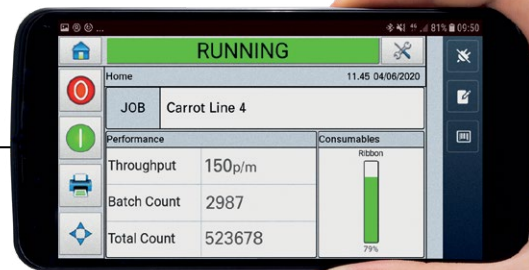 81% 09:50
RUNNING
Home 11.45 04/06/2020
JOB Carrot Line 4
Performance Consumables
Throughput 150p/m
Ribbon
Batch Count 2987
Total Count 523678
79%